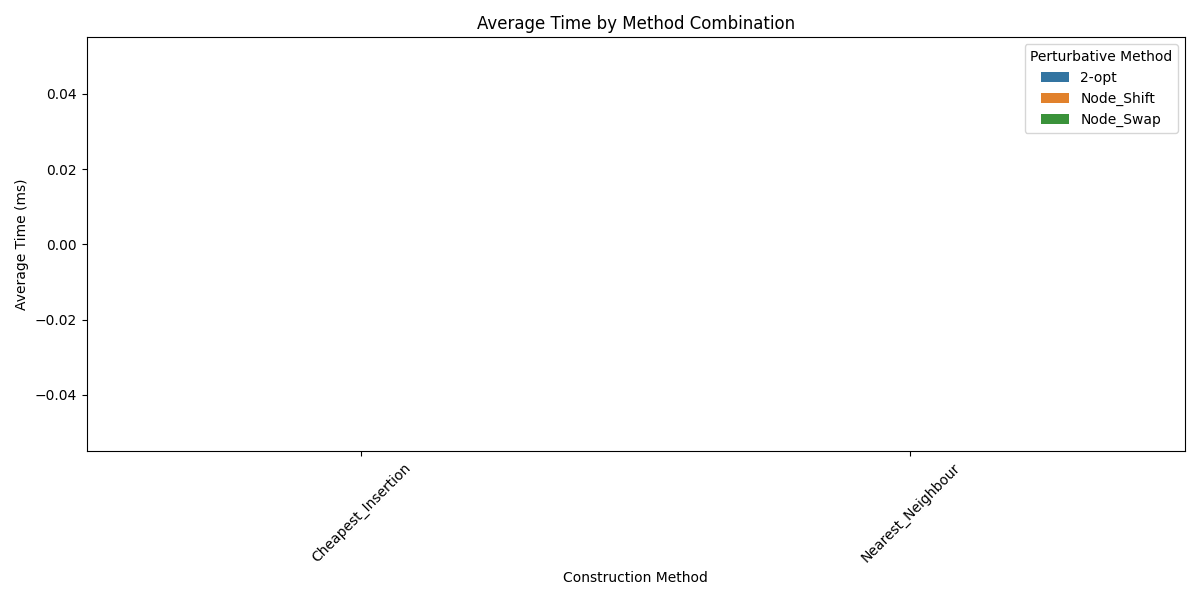 Average Time by Method Combination
Perturbative Method
2-opt
Node_Shift
Node_Swap
Average Time (ms)
0.04
0.02
0.00
−0.02
−0.04
Cheapest_Insertion
Nearest_Neighbour
Construction Method